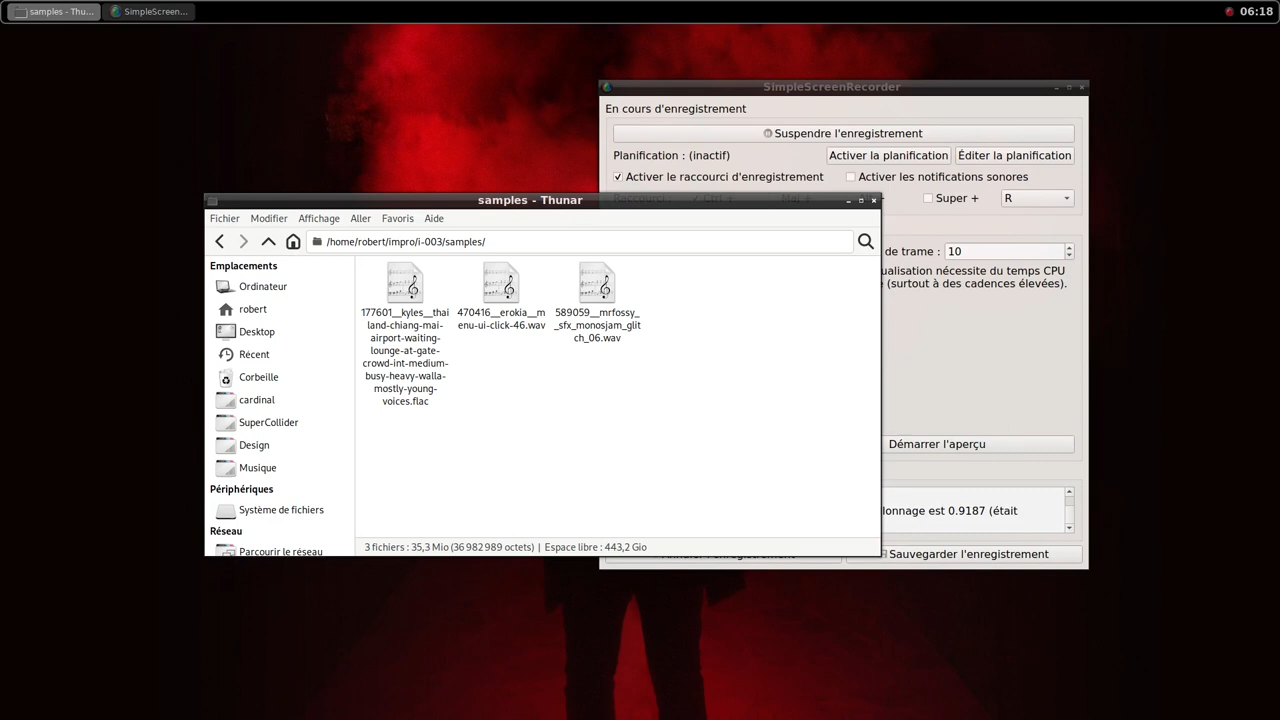 samples - Thu...
SimpleScreen...
06:18
SimpleScreenRecorder
En cours d'enregistrement
Suspendre l'enregistrement
Planification : (inactif)
Activer la planification
Éditer la planification
Activer le raccourci d'enregistrement
Activer les notifications sonores
Super +
R
de trame :
10
ualisation nécessite du temps CPU
(surtout à des cadences élevées).
Démarrer l'aperçu
lonnage est 0.9187 (était
Sauvegarder l'enregistrement
samples - Thunar
Fichier
Modifier
Affichage
Aller
Favoris
Aide
/home/robert/impro/i-003/samples/
Emplacements
Ordinateur
robert
Desktop
Récent
Corbeille
cardinal
SuperCollider
Design
Musique
Périphériques
Système de fichiers
Réseau
Parcourir le réseau
177601__kyles__thai
land-chiang-mai-
airport-waiting-
lounge-at-gate-
crowd-int-medium-
busy-heavy-walla-
mostly-young-
voices.flac
470416__erokia__m
enu-ui-click-46.wav
589059__mrfossy_
_sfx_monosjam_glit
ch_06.wav
3 fichiers : 35,3 Mio (36 982 989 octets) | Espace libre : 443,2 Gio